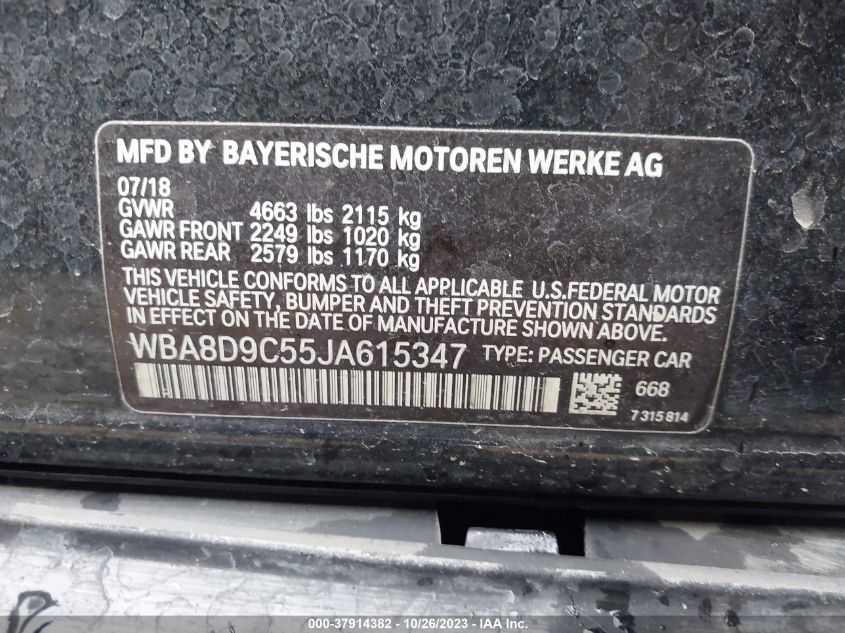 MFD BY BAYERISCHE MOTOREN WERKE AG
07/18
GVWR 4663 lbs 2115 kg
GAWR FRONT 2249 lbs 1020 kg
GAWR REAR 2579 lbs 1170 kg
THIS VEHICLE CONFORMS TO ALL APPLICABLE U.S.FEDERAL MOTOR
VEHICLE SAFETY, BUMPER AND THEFT PREVENTION STANDARDS
IN EFFECT ON THE DATE OF MANUFACTURE SHOWN ABOVE.
WBA8D9C55JA615347 TYPE: PASSENGER CAR
668
7 315 814
000-37914382 - 10/26/2023 - IAA Inc.